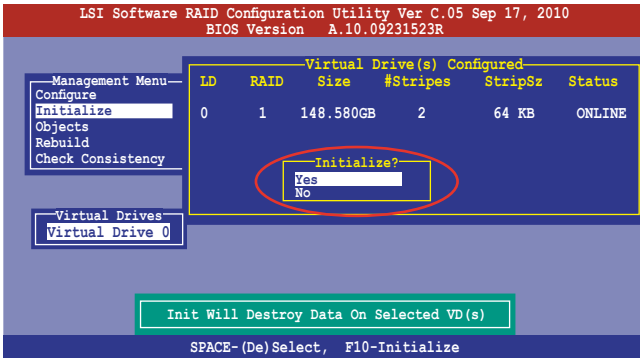 LSI Software RAID Configuration Utility Ver C.05 Sep 17, 2010
BIOS Version A.10.09231523R
Virtual Drive(s) Configured
LD RAID Size #Stripes StripSz Status
0 1 148.580GB 2 64 KB ONLINE
Management Menu
Configure
Initialize
Objects
Rebuild
Check Consistency
Initialize?
Yes
No
Virtual Drives
Virtual Drive 0
Init Will Destroy Data On Selected VD(s)
SPACE-(De)Select, F10-Initialize